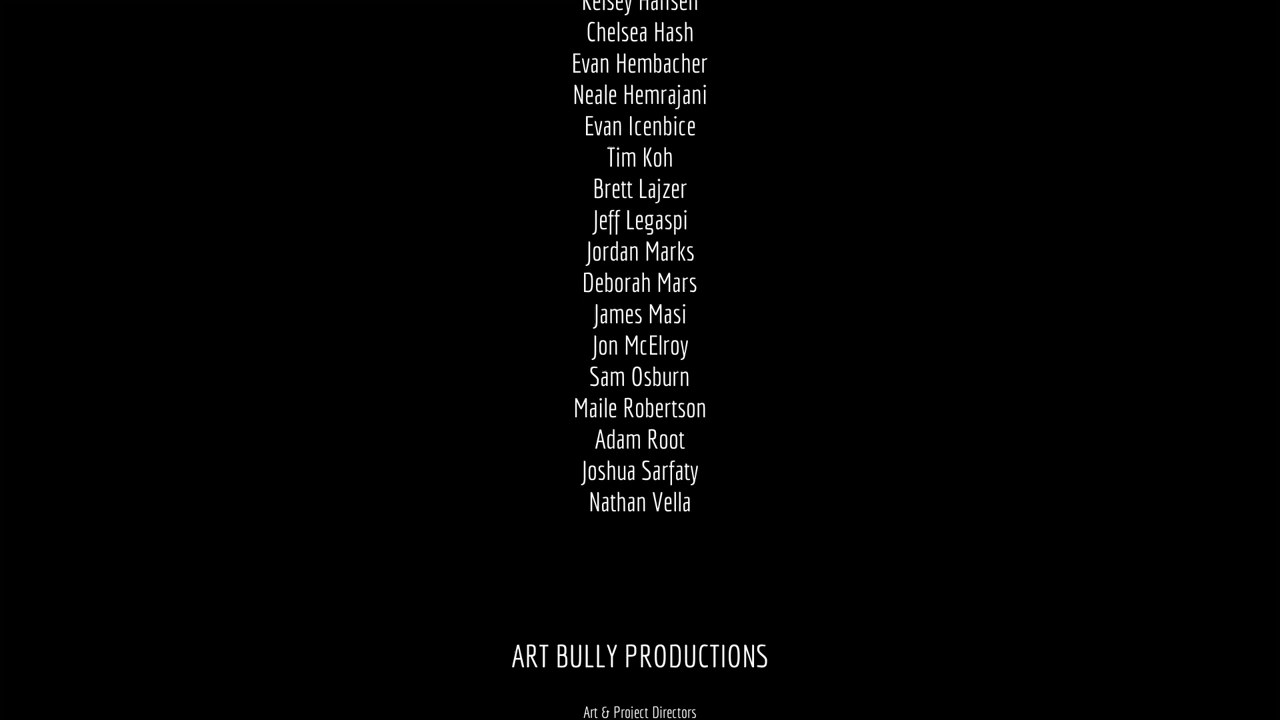 Kelsey Hansen
Chelsea Hash
Evan Hembacher
Neale Hemrajani
Evan Icenbice
Tim Koh
Brett Lajzer
Jeff Legaspi
Jordan Marks
Deborah Mars
James Masi
Jon McElroy
Sam Osburn
Maile Robertson
Adam Root
Joshua Sarfaty
Nathan Vella
ART BULLY PRODUCTIONS
Art & Project Directors